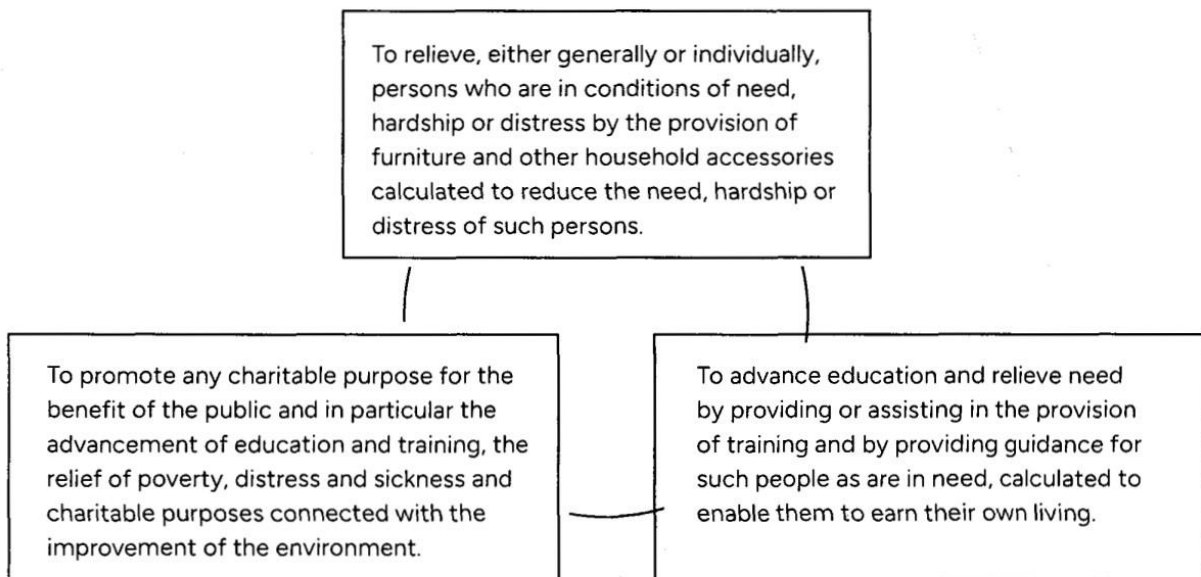 To relieve, either generally or individually,
persons who are in conditions of need,
hardship or distress by the provision of
furniture and other household accessories
calculated to reduce the need, hardship or
distress of such persons.
To promote any charitable purpose for the
benefit of the public and in particular the
advancement of education and training, the
relief of poverty, distress and sickness and
charitable purposes connected with the
improvement of the environment.
To advance education and relieve need
by providing or assisting in the provision
of training and by providing guidance for
such people as are in need, calculated to
enable them to earn their own living.